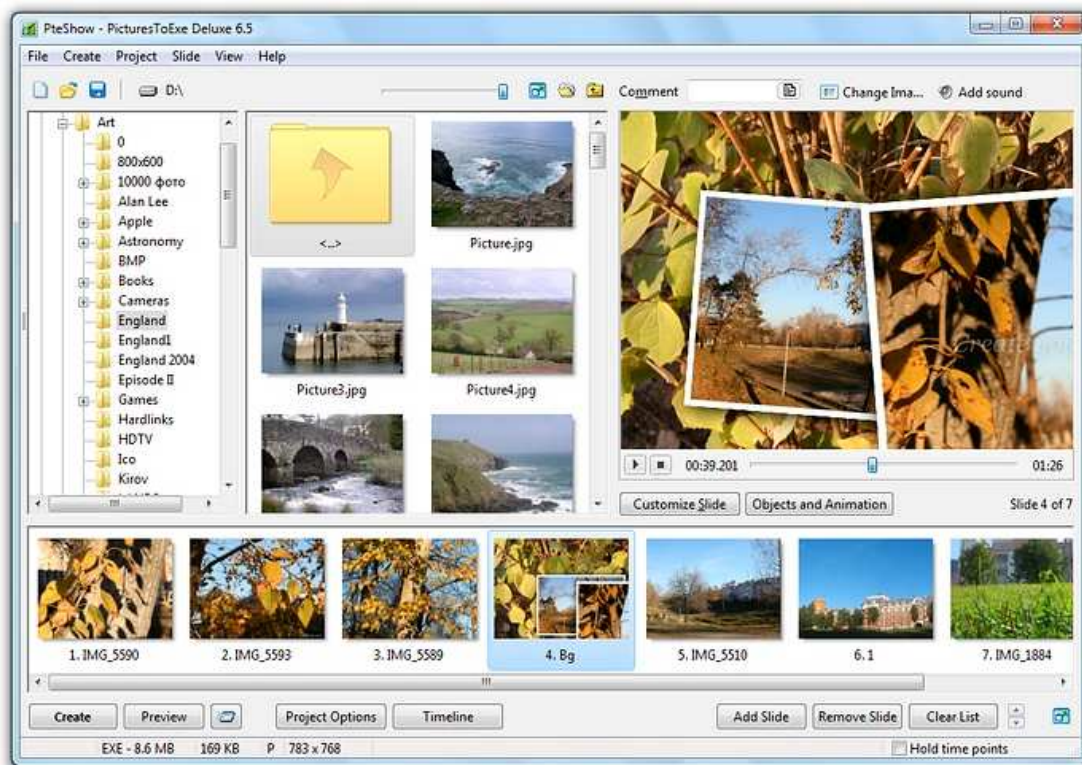 PteShow - PicturesToExe Deluxe 6.5
File Create Project Slide View Help
D:\
Comment
Change Ima...
Add sound
Art
0
800x600
10000 фото
Alan Lee
Apple
Astronomy
BMP
Books
Cameras
England
England1
England 2004
Episode II
Games
Hardlinks
HDTV
Ico
Kirov
<..>
Picture.jpg
Picture3.jpg
Picture4.jpg
Create
00:39.201
01:26
Customize Slide
Objects and Animation
Slide 4 of 7
1. IMG_5590
2. IMG_5593
3. IMG_5589
4. Bg
5. IMG_5510
6. 1
7. IMG_1884
Create
Preview
Project Options
Timeline
Add Slide
Remove Slide
Clear List
EXE - 8.6 MB 169 KB P 783 x 768
Hold time points